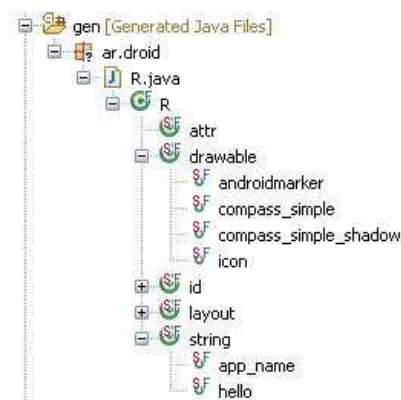 gen [Generated Java Files]
ar.droid
R.java
R
attr
drawable
androidmarker
compass_simple
compass_simple_shadow
icon
id
layout
string
app_name
hello